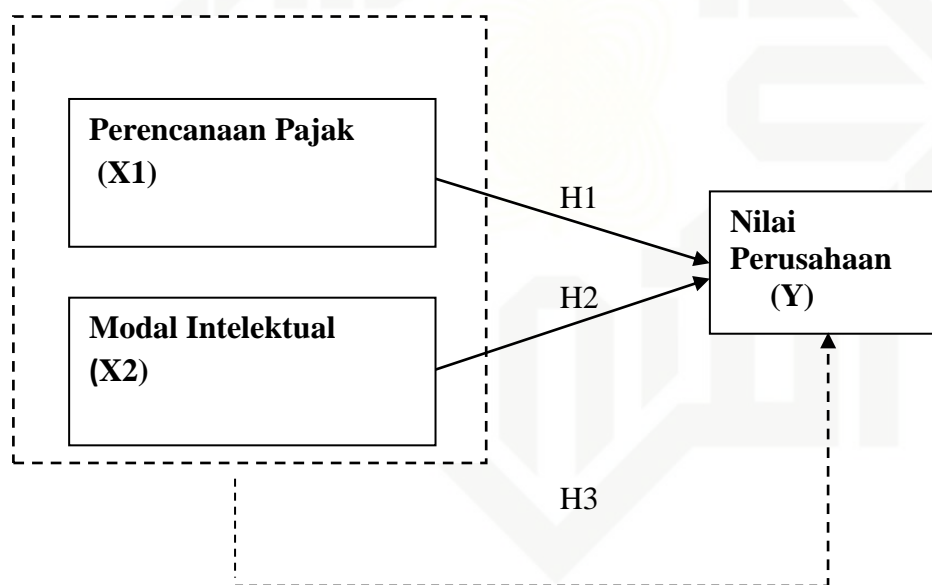 Perencanaan Pajak
(X1)
H1
Nilai
Perusahaan
(Y)
Modal Intelektual
(X2)
H2
H3